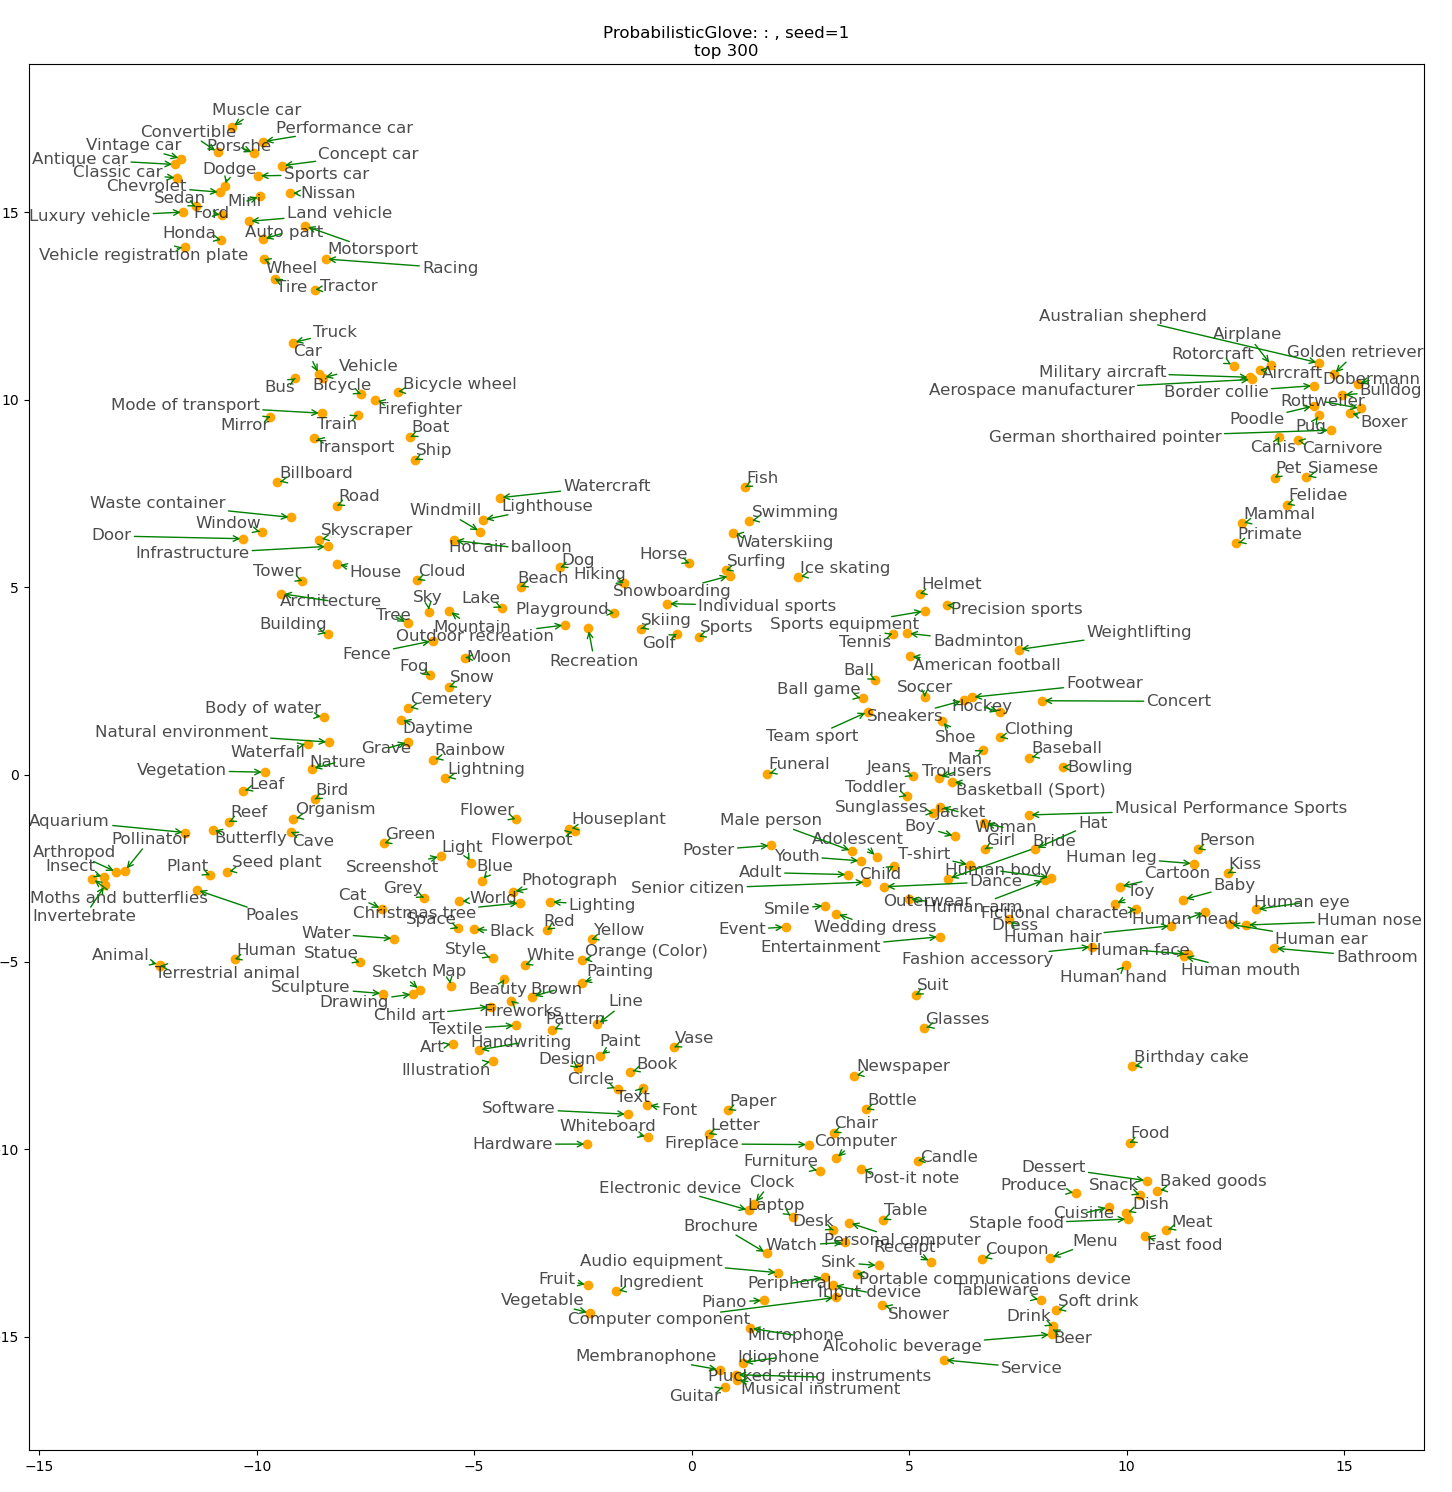 ProbabilisticGlove: : , seed=1
top 300
Muscle car
Convertible
Performance car
Vintage car
Porsche
Antique car
Concept car
Classic car
Dodge
Sports car
Chevrolet
Nissan
Sedan
Mini
Luxury vehicle
Ford
Land vehicle
Honda
Auto part
Motorsport
Vehicle registration plate
Wheel
Racing
Tire
Tractor
Truck
Car
Vehicle
Bus
Bicycle
Bicycle wheel
Mode of transport
Firefighter
Mirror
Train
Boat
Transport
Ship
Australian shepherd
Airplane
Rotorcraft
Golden retriever
Military aircraft
Aircraft
Dobermann
Aerospace manufacturer
Border collie
Bulldog
Rottweiler
Poodle
Pug
Boxer
German shorthaired pointer
Canis
Carnivore
Pet
Siamese
Felidae
Mammal
Primate
Billboard
Road
Watercraft
Waste container
Windmill
Lighthouse
Window
Skyscraper
Door
Infrastructure
Hot air balloon
Fish
Swimming
Waterskiing
Tower
House
Cloud
Dog
Hiking
Horse
Surfing
Ice skating
Beach
Snowboarding
Architecture
Sky
Lake
Playground
Individual sports
Helmet
Precision sports
Building
Tree
Mountain
Outdoor recreation
Skiing
Golf
Sports
Sports equipment
Tennis
Badminton
Weightlifting
Fence
Recreation
American football
Fog
Moon
Snow
Ball
Soccer
Footwear
Ball game
Cemetery
Body of water
Sneakers
Hockey
Concert
Daytime
Team sport
Shoe
Clothing
Natural environment
Grave
Waterfall
Nature
Rainbow
Man
Baseball
Vegetation
Lightning
Funeral
Jeans
Trousers
Bowling
Leaf
Bird
Toddler
Basketball (Sport)
Organism
Flower
Houseplant
Sunglasses
Jacket
Musical Performance Sports
Aquarium
Reef
Pollinator
Butterfly
Cave
Green
Flowerpot
Male person
Adolescent
Boy
Woman
Hat
Arthropod
Light
Poster
Youth
T-shirt
Girl
Bride
Person
Insect
Plant
Seed plant
Screenshot
Blue
Adult
Child
Human body
Human leg
Kiss
Photograph
Senior citizen
Dance
Cartoon
Moths and butterflies
Cat
Grey
World
Lighting
Outerwear
Human arm
Toy
Baby
Invertebrate
Poales
Christmas tree
Smile
Fictional character
Human eye
Space
Black
Red
Event
Wedding dress
Dress
Human head
Human nose
Water
Yellow
Entertainment
Human hair
Human ear
Animal
Human
Statue
Style
White
Orange (Color)
Fashion accessory
Human face
Bathroom
Terrestrial animal
Sketch
Map
Painting
Human hand
Human mouth
Sculpture
Beauty
Brown
Suit
Drawing
Line
Child art
Fireworks
Pattern
Glasses
Textile
Handwriting
Paint
Vase
Art
Design
Book
Birthday cake
Illustration
Circle
Newspaper
Text
Software
Font
Paper
Bottle
Whiteboard
Letter
Chair
Hardware
Fireplace
Computer
Food
Furniture
Candle
Post-it note
Dessert
Electronic device
Clock
Produce
Snack
Baked goods
Laptop
Desk
Table
Cuisine
Dish
Brochure
Staple food
Meat
Watch
Personal computer
Receipt
Coupon
Menu
Fast food
Audio equipment
Sink
Fruit
Ingredient
Peripheral
Portable communications device
Input device
Tableware
Vegetable
Piano
Soft drink
Computer component
Shower
Drink
Microphone
Alcoholic beverage
Beer
Membranophone
Idiophone
Service
Plucked string instruments
Guitar
Musical instrument
15
10
5
0
−5
−10
−15
−15
−10
−5
0
5
10
15